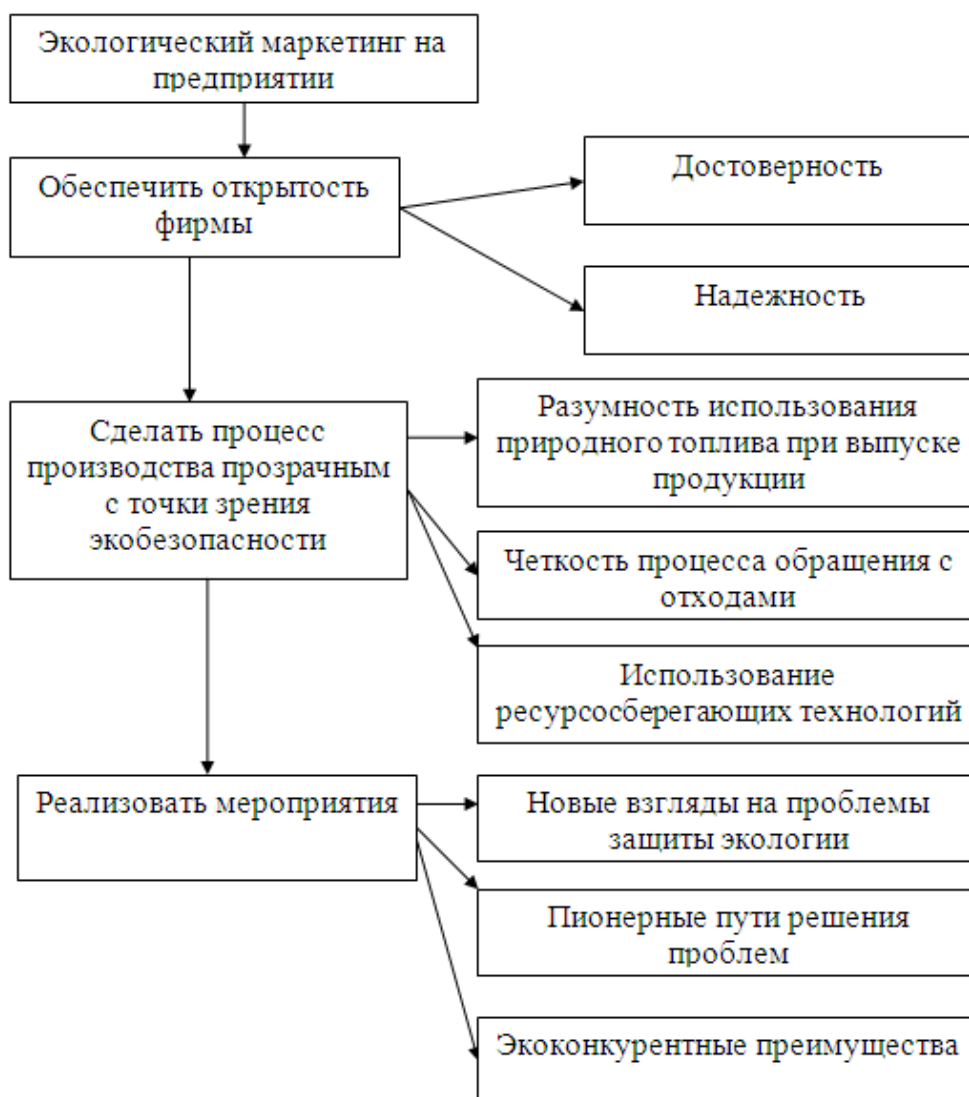 Экологический маркетинг на
предприятии
Обеспечить открытость
фирмы
Достоверность
Надежность
Сделать процесс
производства прозрачным
с точки зрения
экобезопасности
Разумность использования
природного топлива при выпуске
продукции
Четкость процесса обращения с
отходами
Использование
ресурсосберегающих технологий
Реализовать мероприятия
Новые взгляды на проблемы
защиты экологии
Пионерные пути решения
проблем
Экоконкурентные преимущества